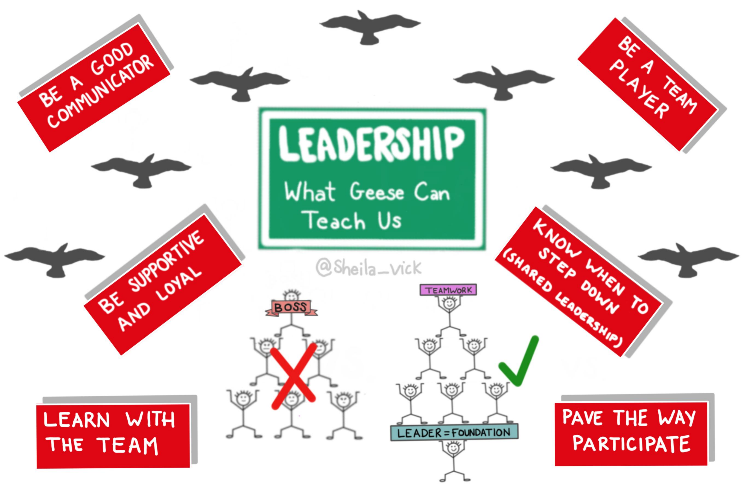 BE A GOOD
COMMUNICATOR
BE A TEAM
PLAYER
LEADERSHIP
What Geese Can
Teach Us
@Sheila_vick
BE SUPPORTIVE
AND LOYAL
KNOW WHEN TO
STEP DOWN
(SHARED LEADERSHIP)
BOSS
TEAMWORK
LEADER = FOUNDATION
LEARN WITH
THE TEAM
PAVE THE WAY
PARTICIPATE